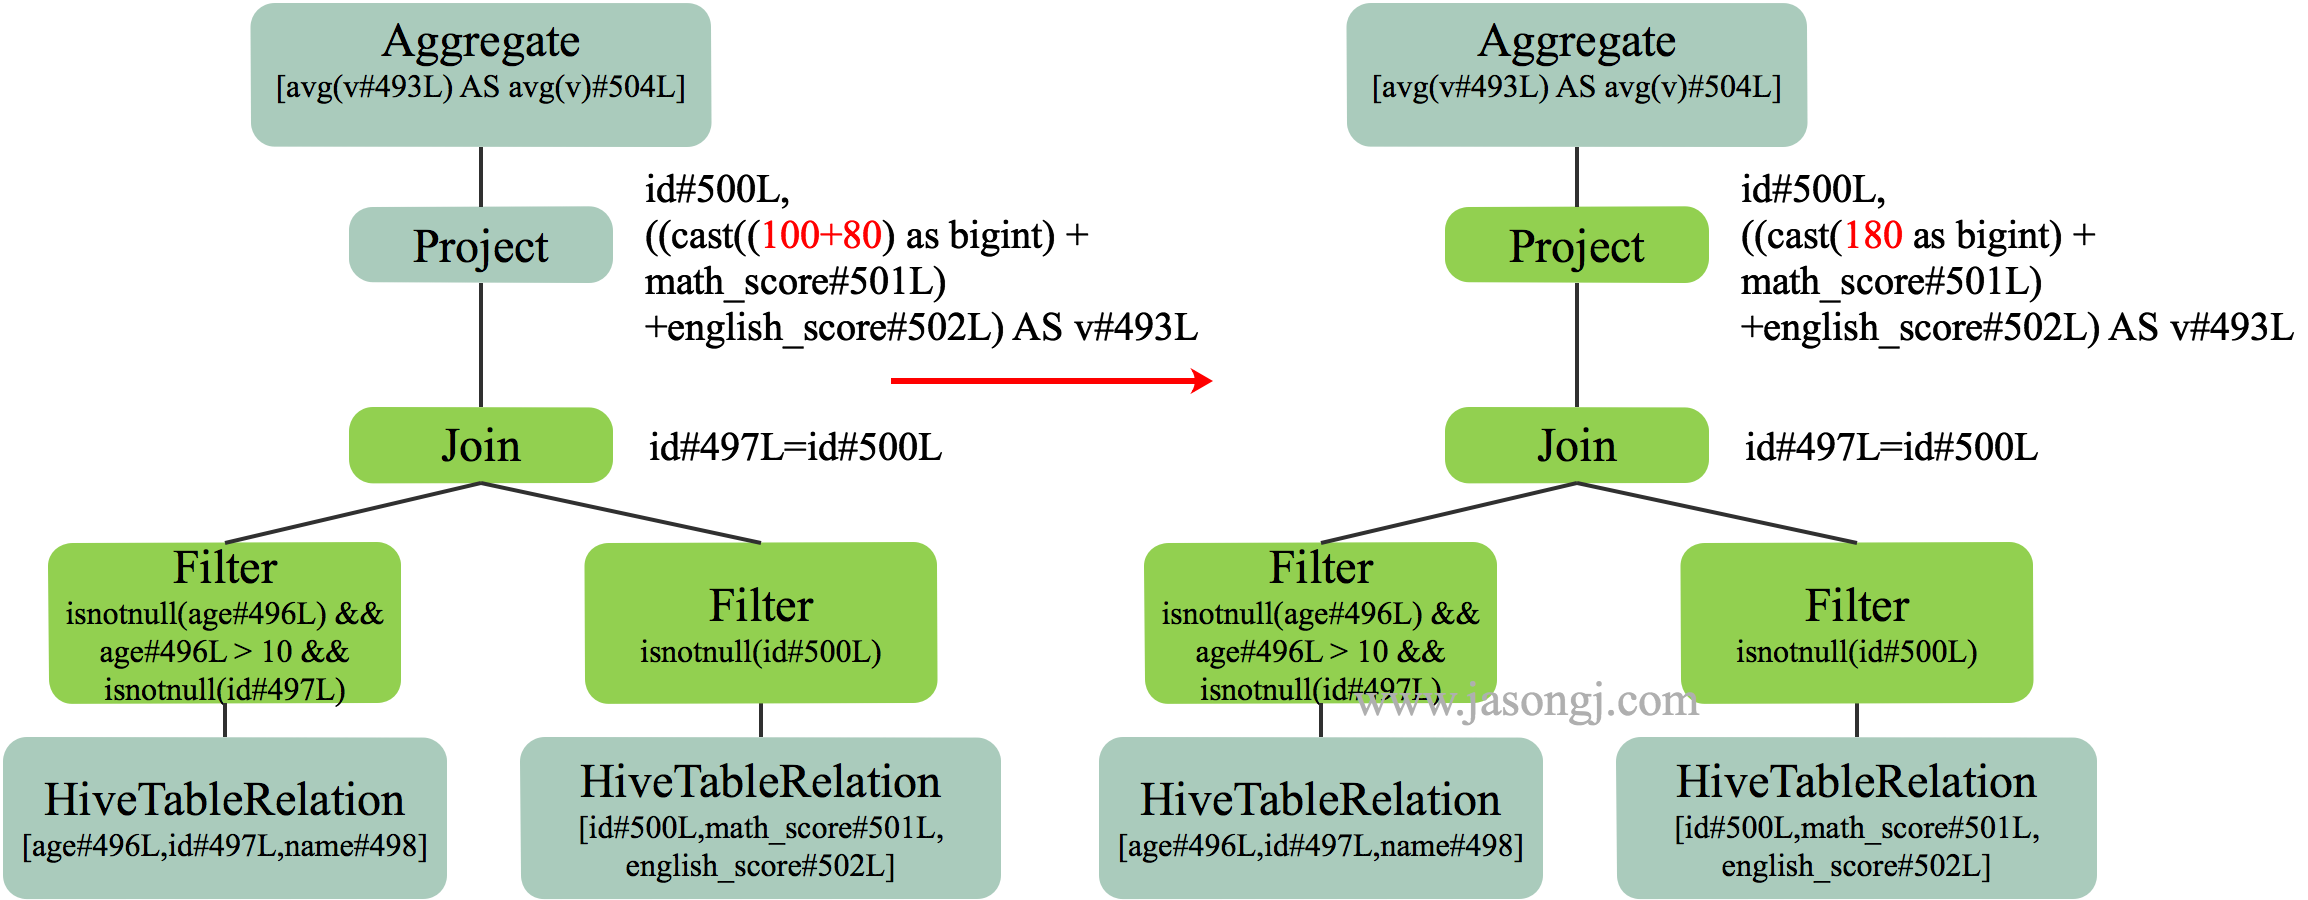 Aggregate
[avg(v#493L) AS avg(v)#504L]
id#500L,
((cast((100+80) as bigint) +
math_score#501L)
+english_score#502L) AS v#493L
Project
Join
id#497L=id#500L
Filter
isnotnull(age#496L) &&
age#496L > 10 &&
isnotnull(id#497L)
Filter
isnotnull(id#500L)
HiveTableRelation
[age#496L,id#497L,name#498]
HiveTableRelation
[id#500L,math_score#501L,
english_score#502L]
Aggregate
[avg(v#493L) AS avg(v)#504L]
id#500L,
((cast(180 as bigint) +
math_score#501L)
+english_score#502L) AS v#493L
Project
Join
id#497L=id#500L
Filter
isnotnull(age#496L) &&
age#496L > 10 &&
isnotnull(id#497L)
Filter
isnotnull(id#500L)
www.jasongj.com
HiveTableRelation
[age#496L,id#497L,name#498]
HiveTableRelation
[id#500L,math_score#501L,
english_score#502L]